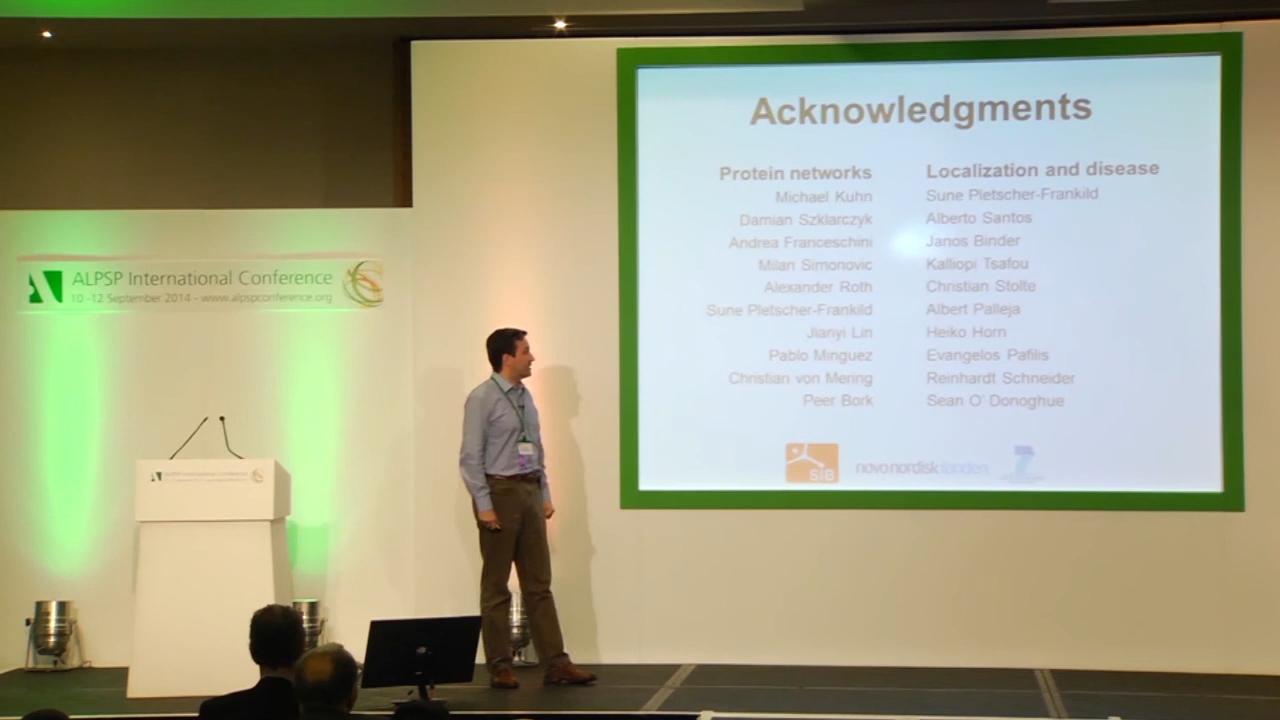 Acknowledgments
Protein networks
Michael Kuhn
Damian Szklarczyk
Andrea Franceschini
Milan Simonovic
Alexander Roth
Sune Pletscher-Frankild
Jianyi Lin
Pablo Minguez
Christian von Mering
Peer Bork
Localization and disease
Sune Pletscher-Frankild
Alberto Santos
Janos Binder
Kalliopi Tsafou
Christian Stolte
Albert Palleja
Heiko Horn
Evangelos Pafilis
Reinhardt Schneider
Sean O' Donoghue
SIB
novo nordisk fonden
ALPSP International Conference
10 -12 September 2014 - www.alpspconference.org
ALPSP International Conference